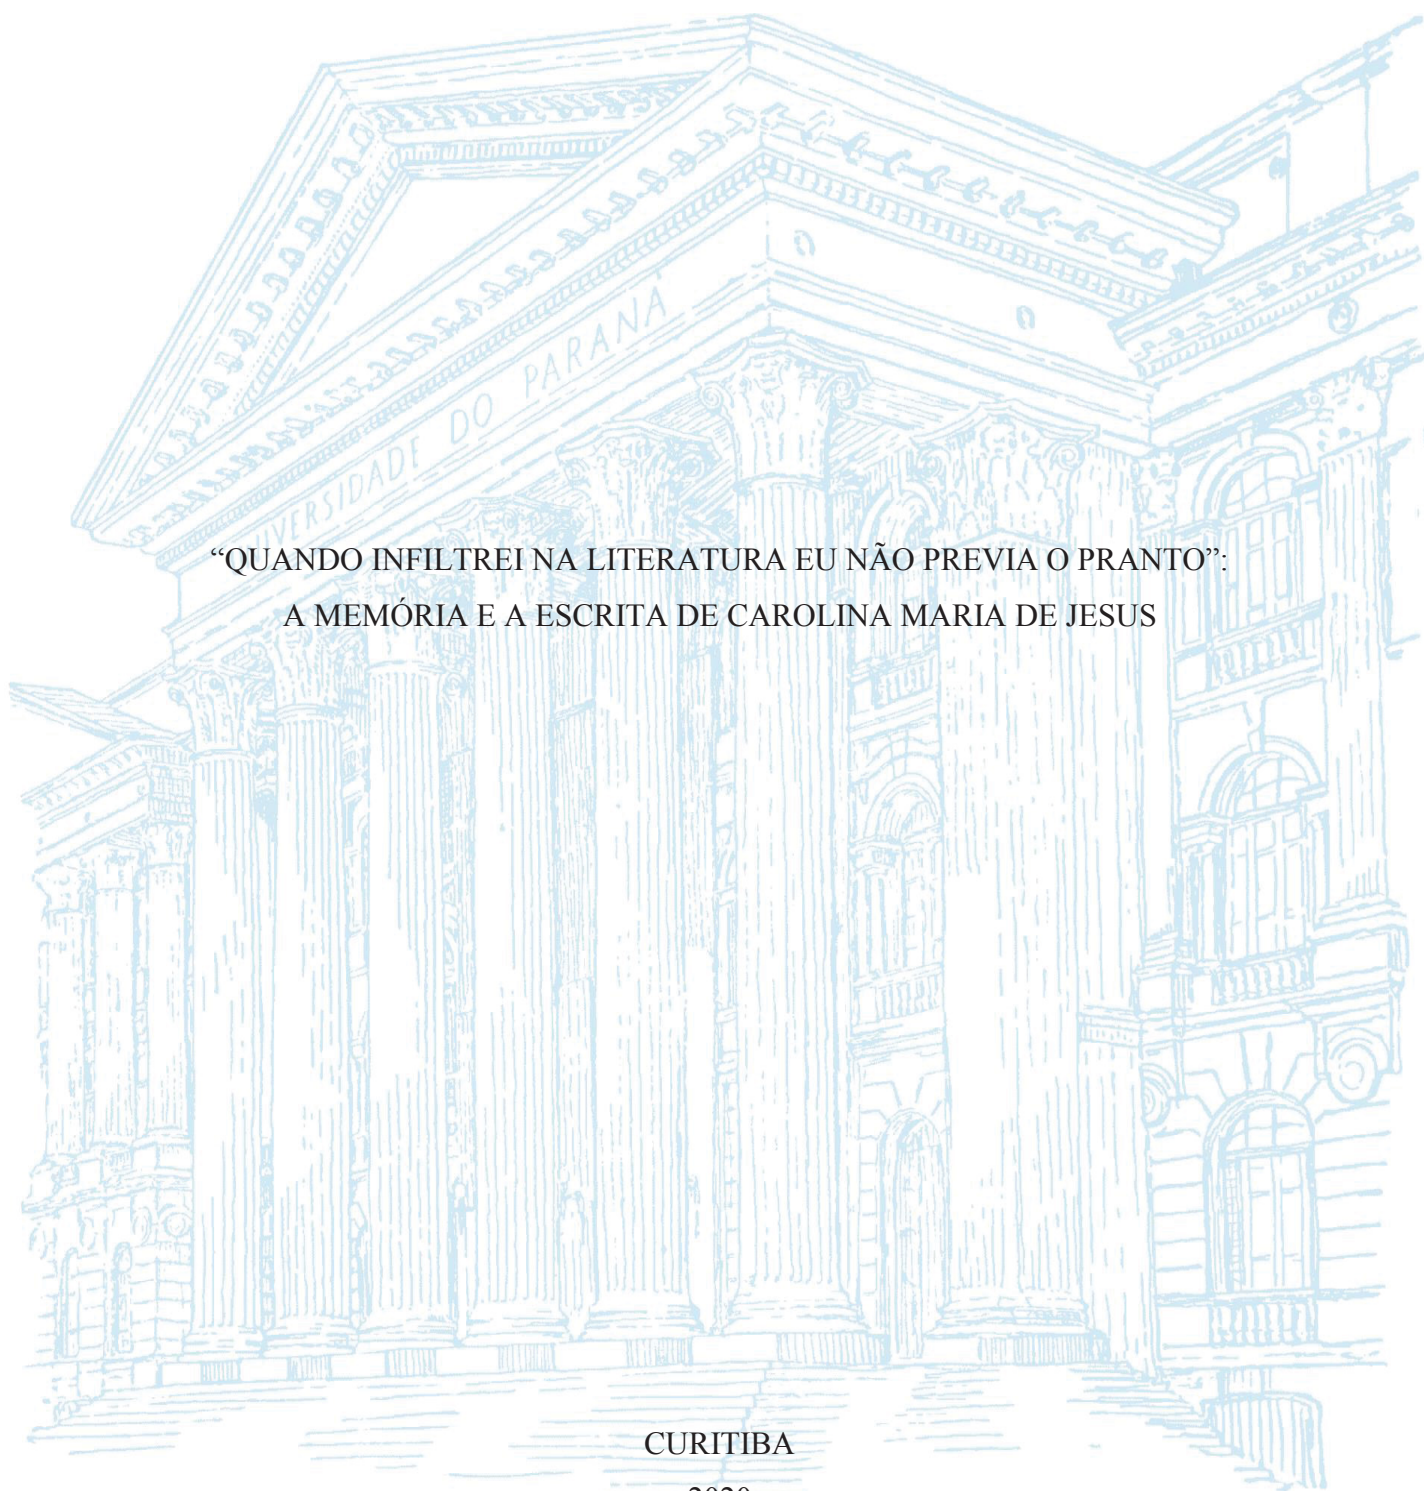 UNIVERSIDADE DO PARANÁ
“QUANDO INFILTREI NA LITERATURA EU NÃO PREVIA O PRANTO”:
A MEMÓRIA E A ESCRITA DE CAROLINA MARIA DE JESUS
CURITIBA
2020